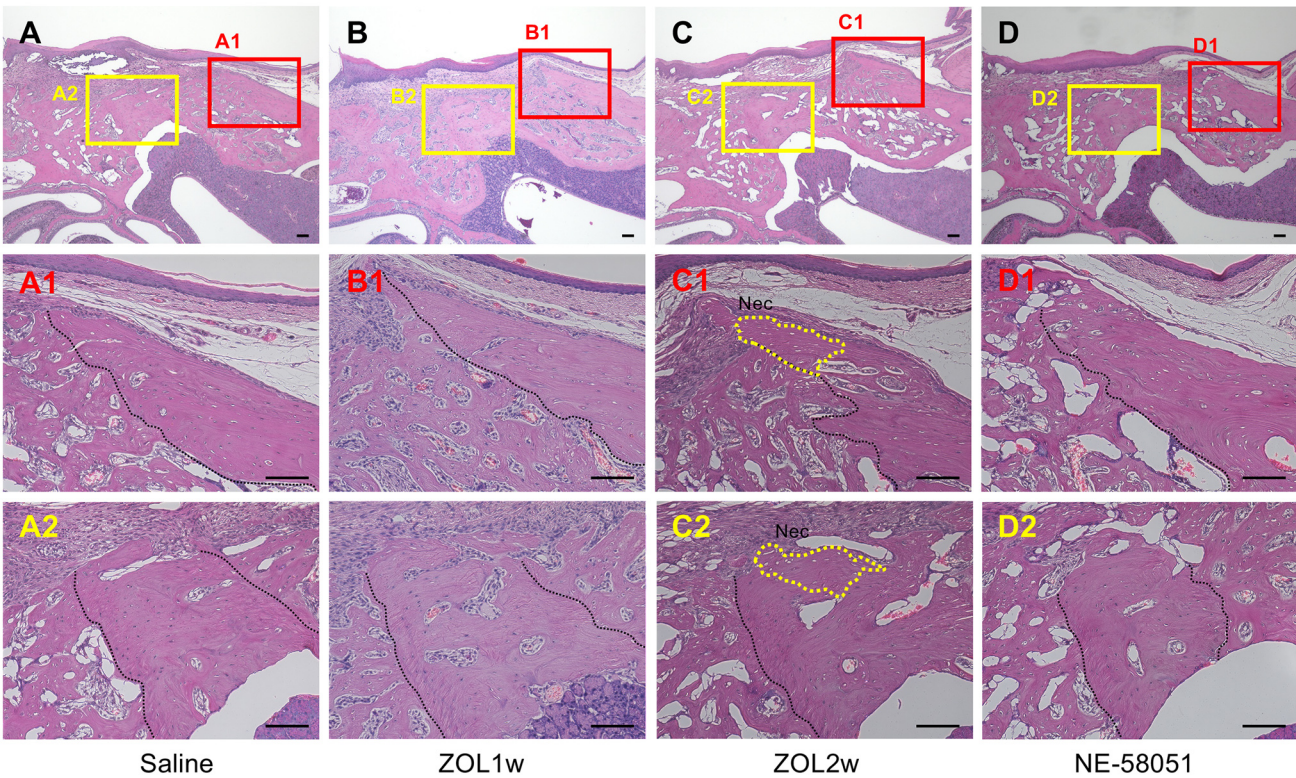 A
A1
A2
B
B1
B2
C
C1
C2
D
D1
D2
A1
B1
C1
Nec
D1
A2
C2
Nec
D2
Saline
ZOL1w
ZOL2w
NE-58051